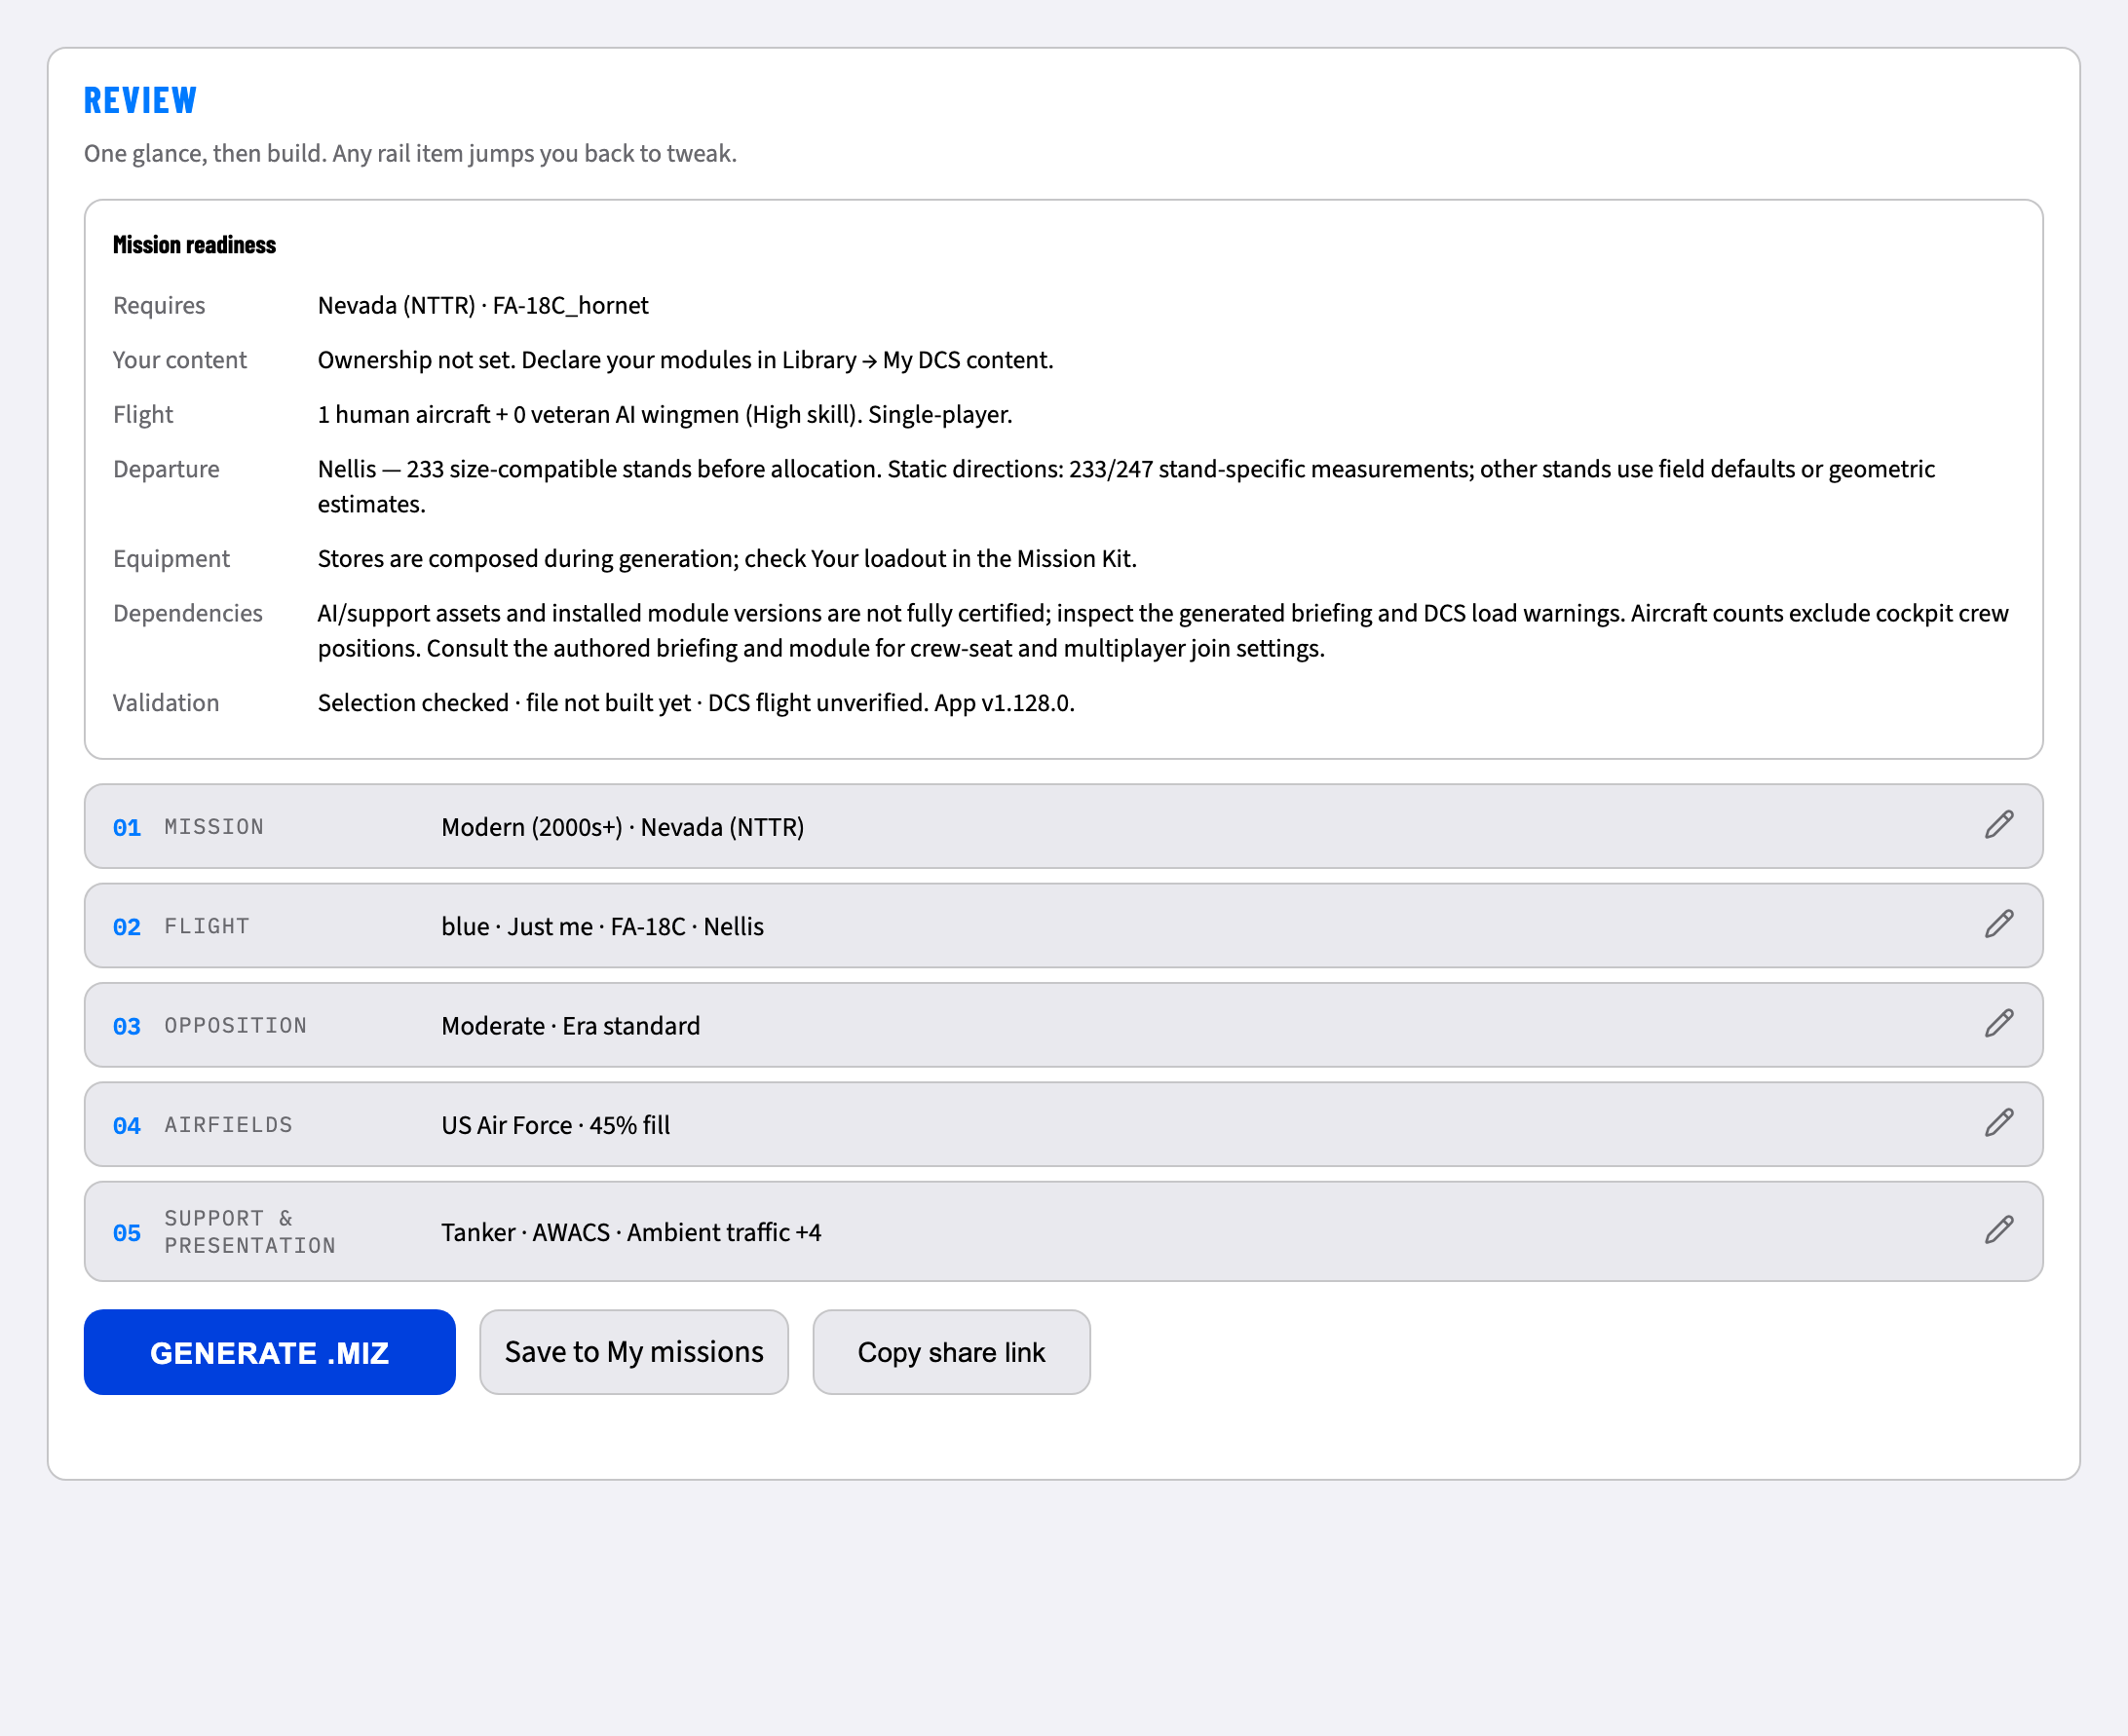 REVIEW
One glance, then build. Any rail item jumps you back to tweak.
Mission readiness
Requires Nevada (NTTR) · FA-18C_hornet
Your content Ownership not set. Declare your modules in Library → My DCS content.
Flight 1 human aircraft + 0 veteran AI wingmen (High skill). Single-player.
Departure Nellis — 233 size-compatible stands before allocation. Static directions: 233/247 stand-specific measurements; other stands use field defaults or geometric
estimates.
Equipment Stores are composed during generation; check Your loadout in the Mission Kit.
Dependencies AI/support assets and installed module versions are not fully certified; inspect the generated briefing and DCS load warnings. Aircraft counts exclude cockpit crew
positions. Consult the authored briefing and module for crew-seat and multiplayer join settings.
Validation Selection checked · file not built yet · DCS flight unverified. App v1.128.0.
01 MISSION Modern (2000s+) · Nevada (NTTR)
02 FLIGHT blue · Just me · FA-18C · Nellis
03 OPPOSITION Moderate · Era standard
04 AIRFIELDS US Air Force · 45% fill
05 SUPPORT &
PRESENTATION Tanker · AWACS · Ambient traffic +4
GENERATE .MIZ Save to My missions Copy share link